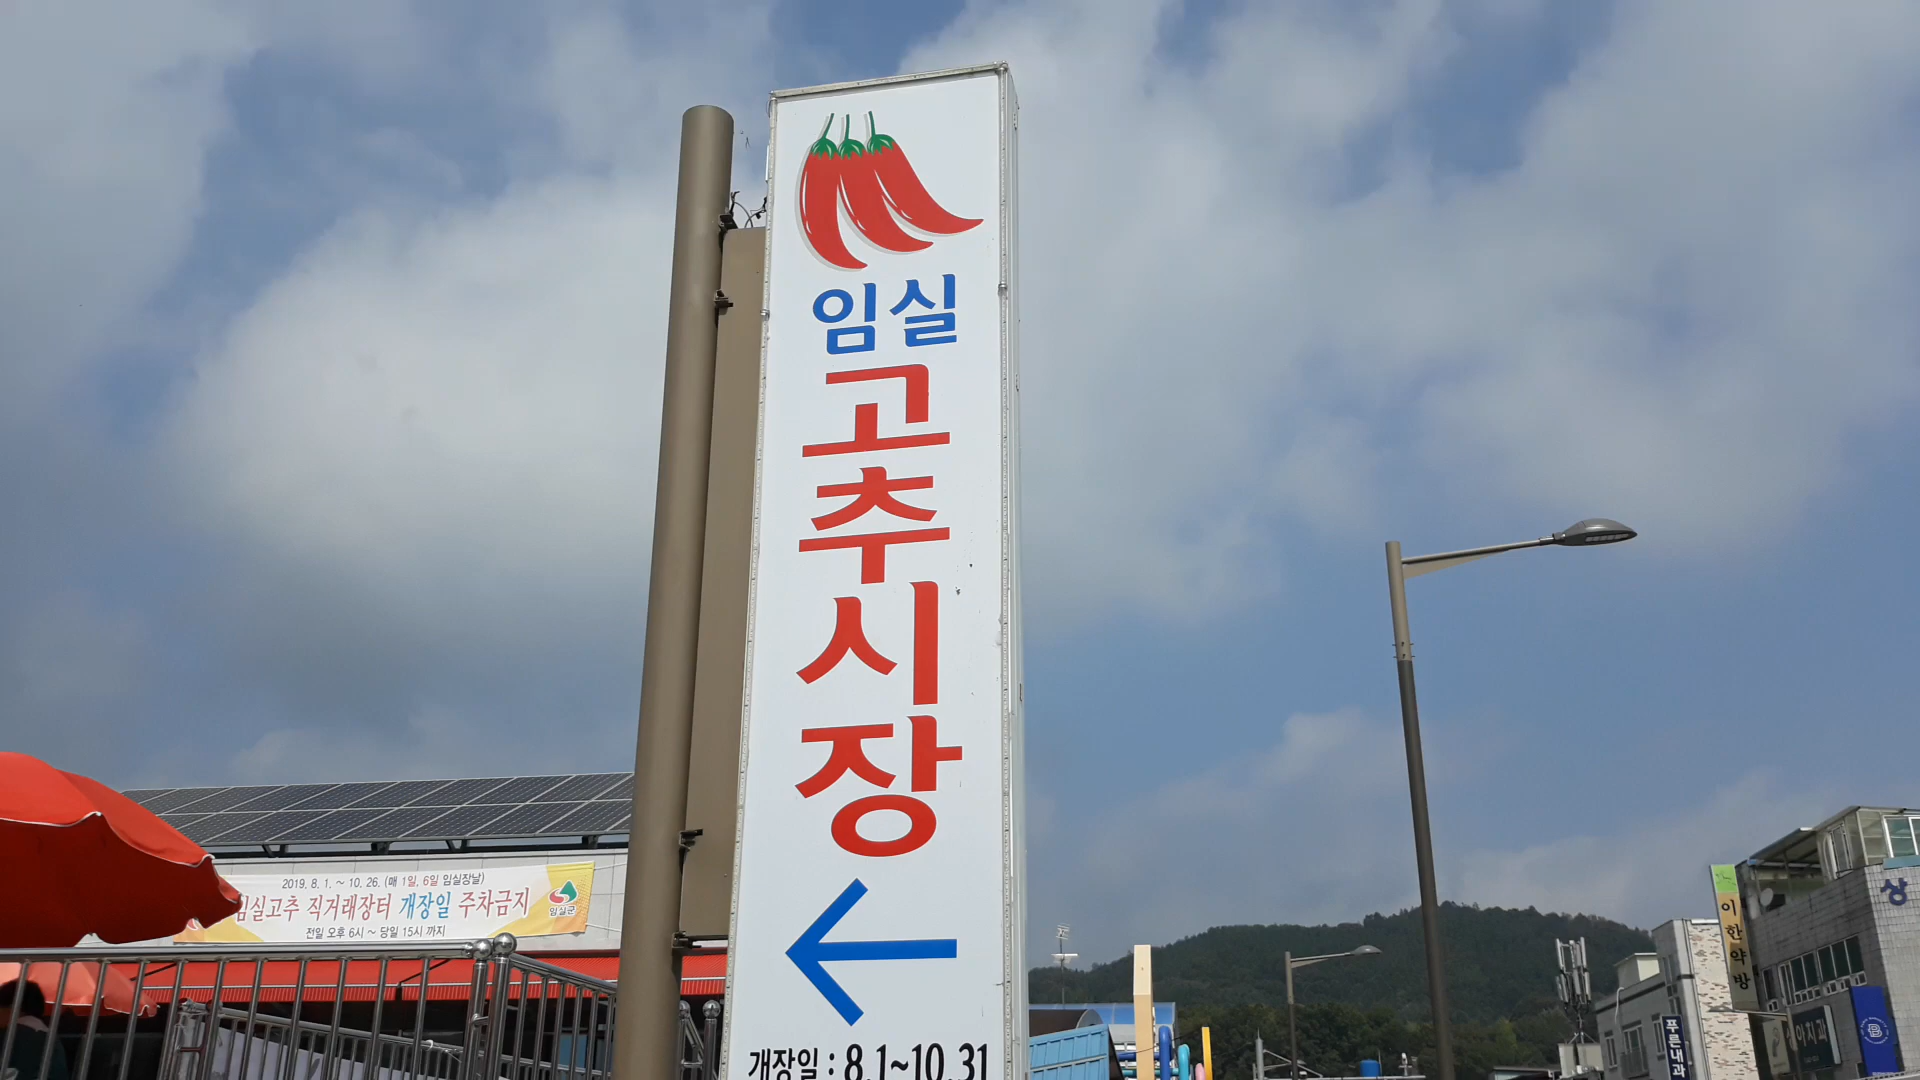 임실
고추시장
개장일 : 8.1~10.31
2019. 8. 1. ~ 10. 26. (매 1일, 6일 임실장날)
임실고추 직거래장터 개장일 주차금지
전일 오후 6시 ~ 당일 15시 까지
임실군
이한약방
상
푸른내과
치과
B